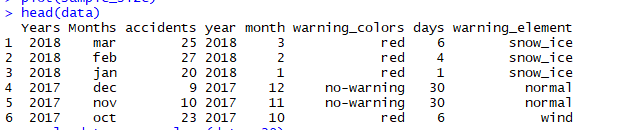 > head(data)
Years Months accidents year month warning_colors days warning_element
1 2018 mar 25 2018 3 red 6 snow_ice
2 2018 feb 27 2018 2 red 4 snow_ice
3 2018 jan 20 2018 1 red 1 snow_ice
4 2017 dec 9 2017 12 no-warning 30 normal
5 2017 nov 10 2017 11 no-warning 30 normal
6 2017 oct 23 2017 10 red 6 wind